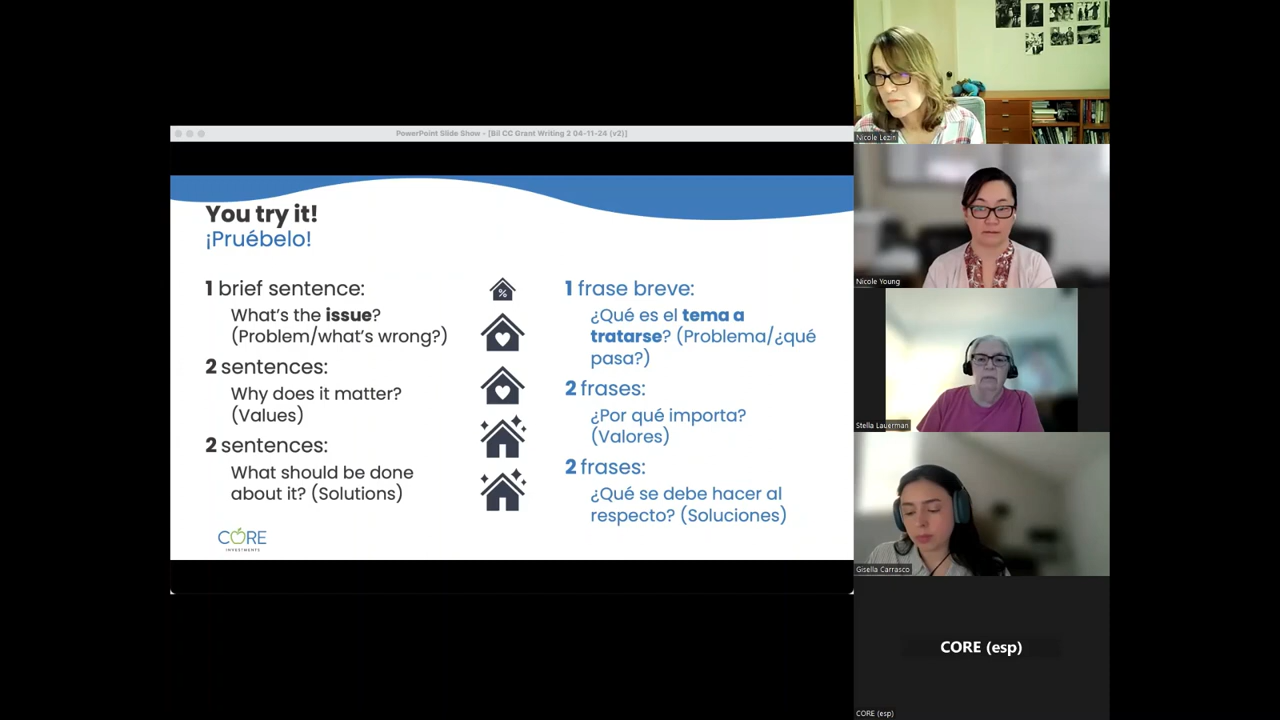 PowerPoint Slide Show - [Bil CC Grant Writing 2 04-11-24 (v2)]
You try it!
¡Pruébelo!
1 brief sentence:
What's the issue?
(Problem/what's wrong?)
2 sentences:
Why does it matter?
(Values)
2 sentences:
What should be done
about it? (Solutions)
%
1 frase breve:
¿Qué es el tema a
tratarse? (Problema/¿qué
pasa?)
2 frases:
¿Por qué importa?
(Valores)
2 frases:
¿Qué se debe hacer al
respecto? (Soluciones)
CORE
INVESTMENTS
Nicole Lezin
Nicole Young
Stella Lauerman
Gisella Carrasco
CORE (esp)
CORE (esp)